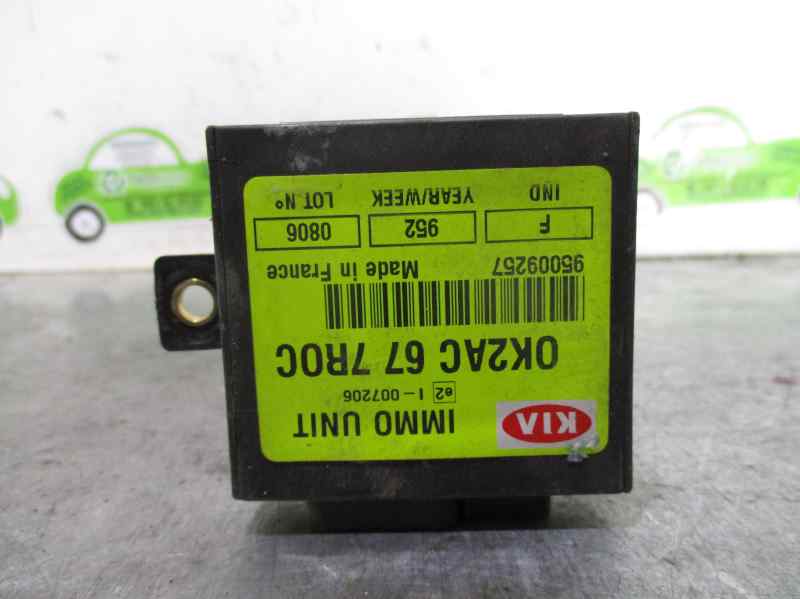 KIA
IMMO UNIT
e2 I-007206
0K2AC 67 7R0C
95009257 Made in France
F 952 0806
IND YEAR/WEEK LOT.Nº